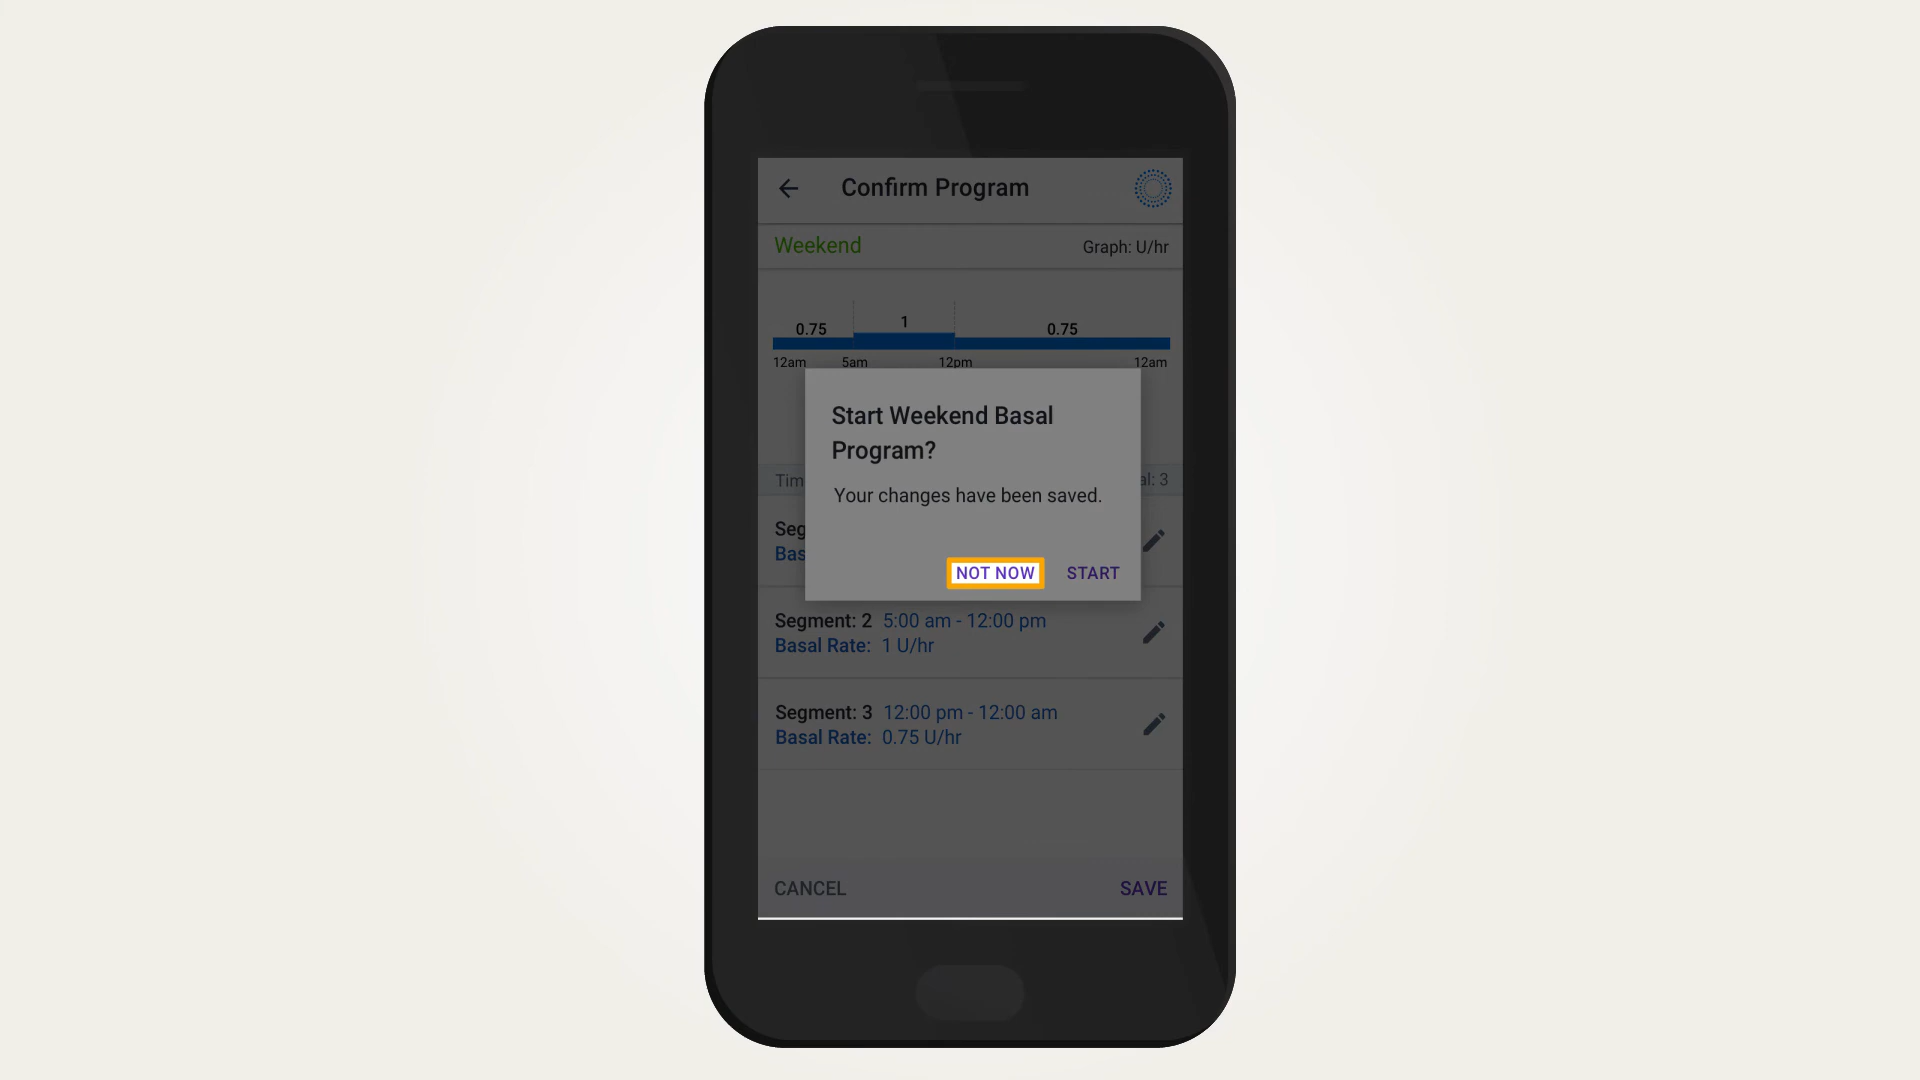 Confirm Program
Weekend
Graph: U/hr
0.75
1
0.75
12am
5am
12pm
12am
Start Weekend Basal
Program?
Your changes have been saved.
NOT NOW
START
Tim
al: 3
Seg
Bas
Segment: 2 5:00 am - 12:00 pm
Basal Rate: 1 U/hr
Segment: 3 12:00 pm - 12:00 am
Basal Rate: 0.75 U/hr
CANCEL
SAVE